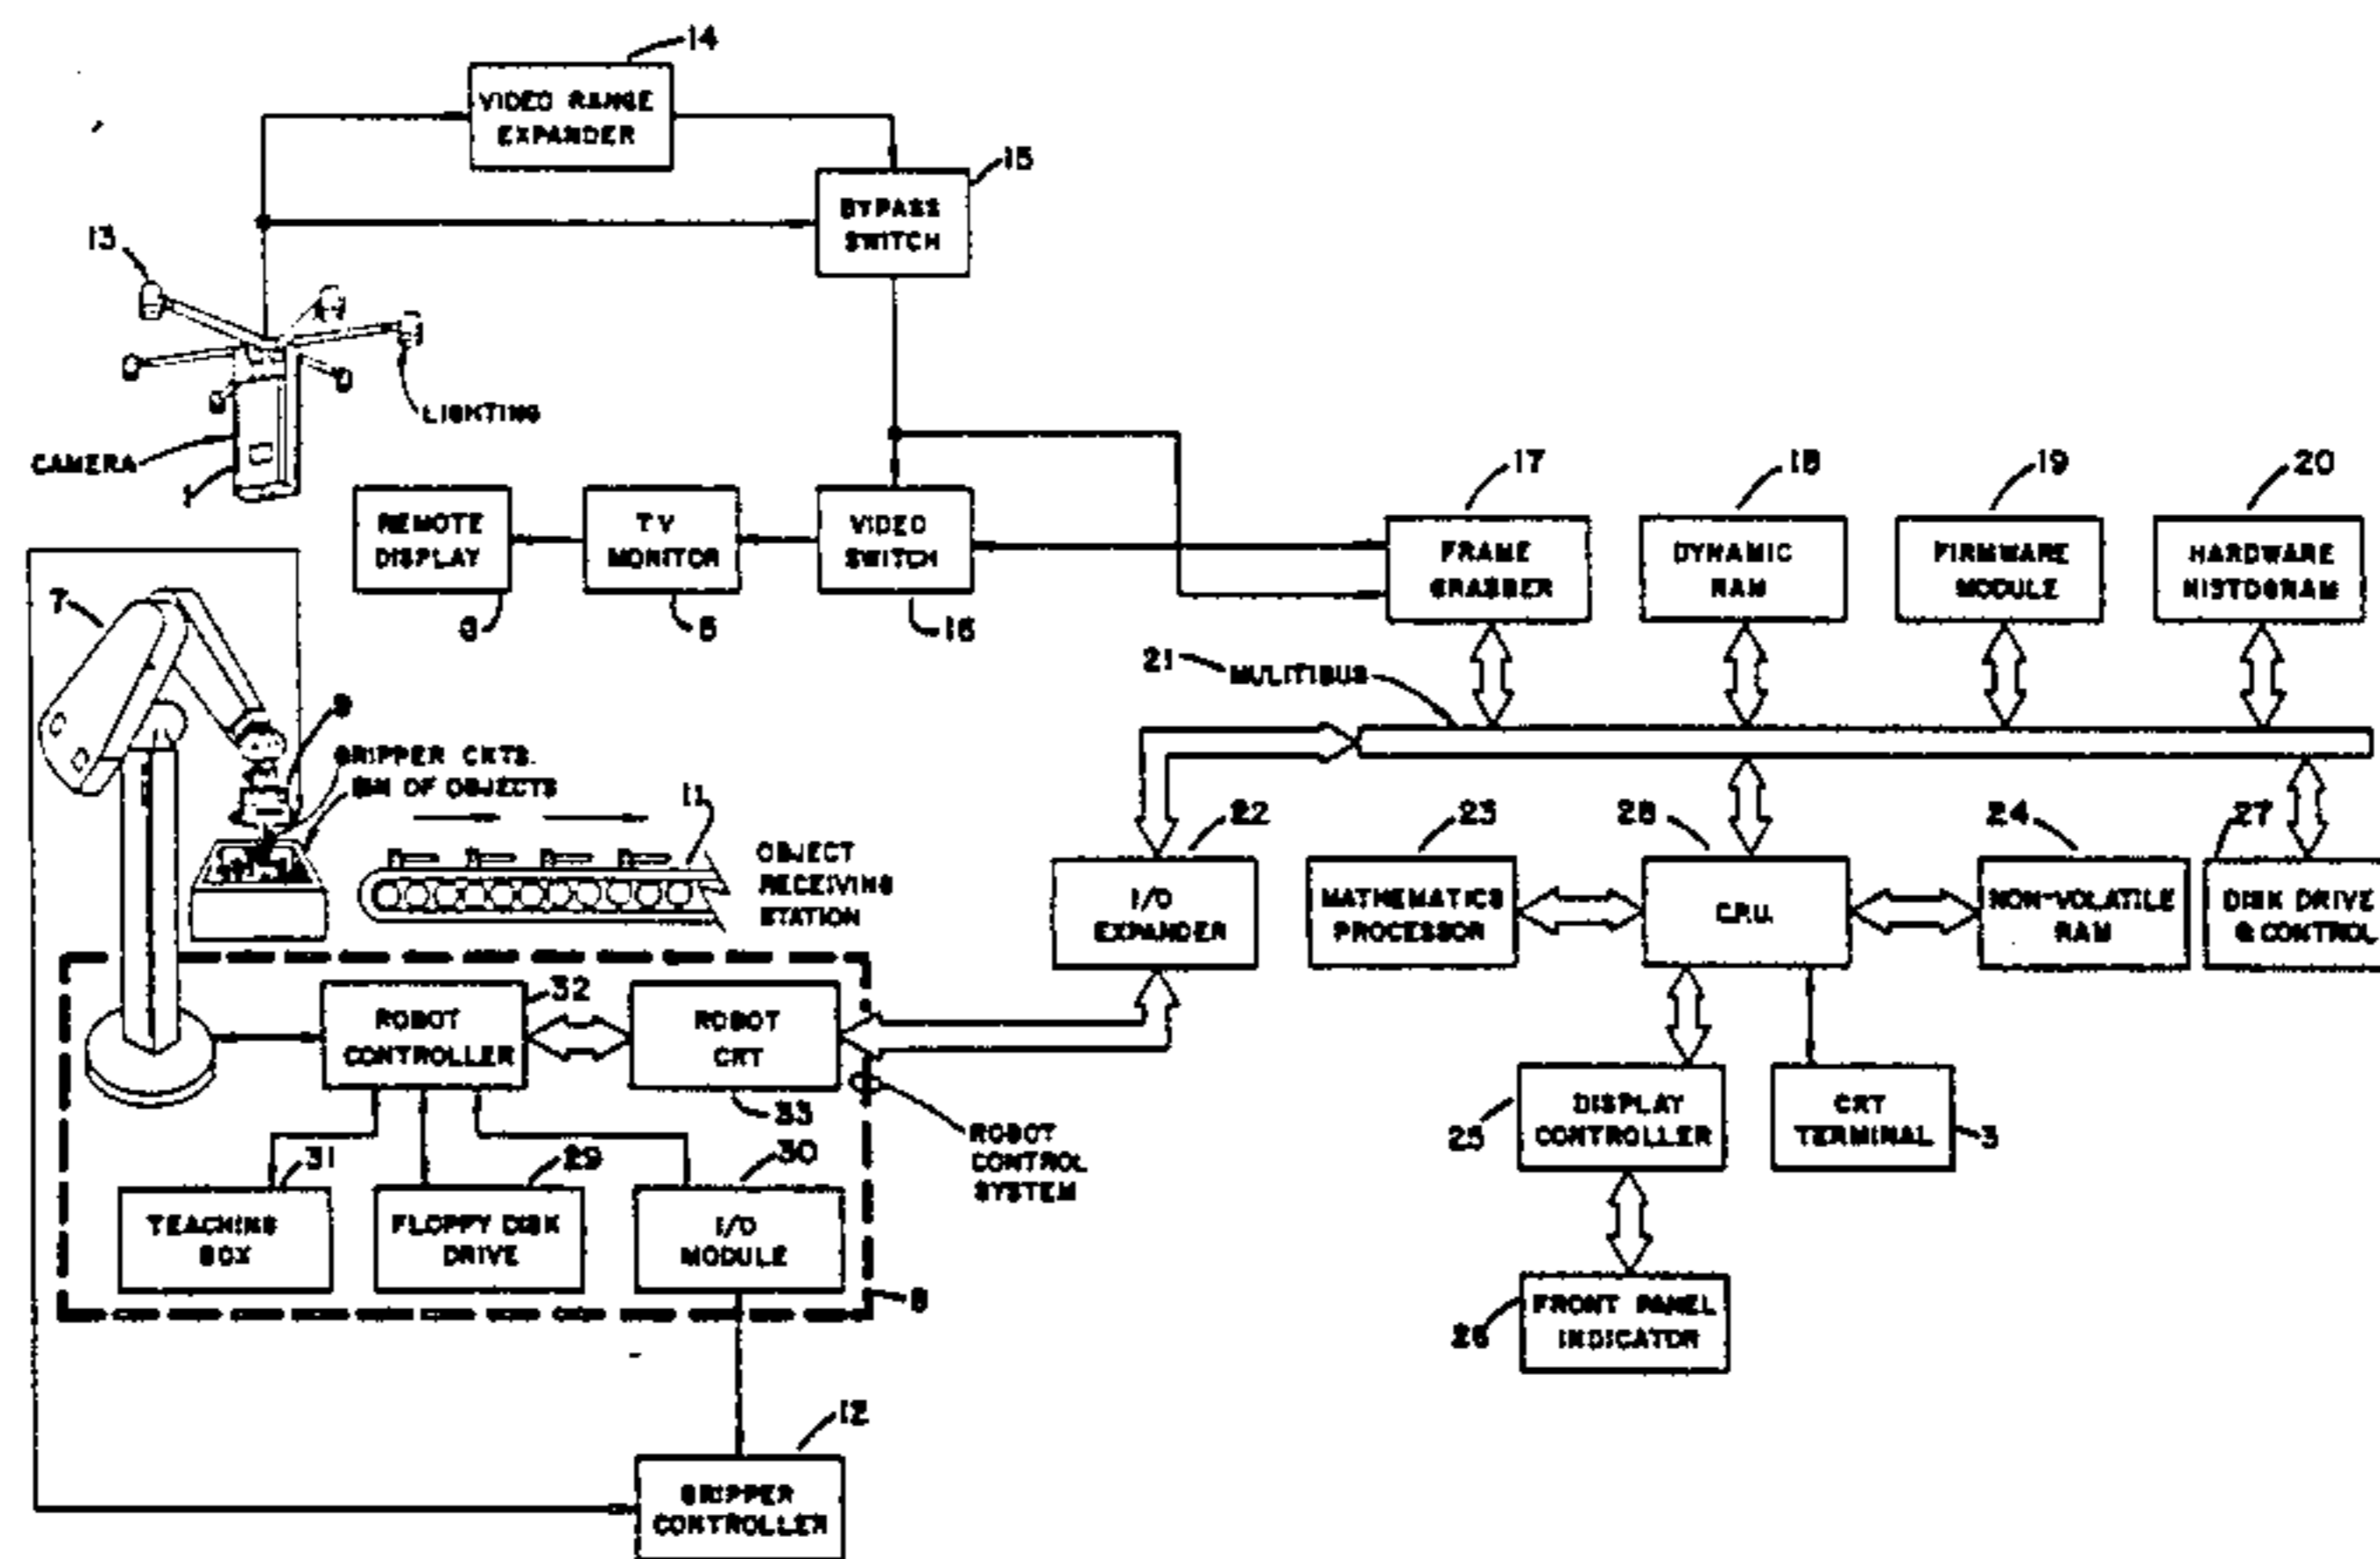 14
VIDEO RANGE
EXPANDER
15
BYPASS
SWITCH
13
LIGHTING
CAMERA
1
REMOTE
DISPLAY
6
TV
MONITOR
5
VIDEO
SWITCH
16
17
FRAME
GRABBER
18
DYNAMIC
RAM
19
FIRMWARE
MODULE
20
HARDWARE
HISTOGRAM
21
MULITIBUS
7
9
GRIPPER CKTS.
BIN OF OBJECTS
11
OBJECT
RECEIVING
STATION
22
I/O
EXPANDER
23
MATHEMATICS
PROCESSOR
28
C.P.U.
24
NON-VOLATILE
RAM
27
DISK DRIVE
& CONTROL
32
ROBOT
CONTROLLER
ROBOT
CRT
33
ROBOT
CONTROL
SYSTEM
25
DISPLAY
CONTROLLER
CRT
TERMINAL
3
31
TEACHING
BOX
29
FLOPPY DISK
DRIVE
30
I/O
MODULE
8
26
FRONT PANEL
INDICATOR
12
GRIPPER
CONTROLLER